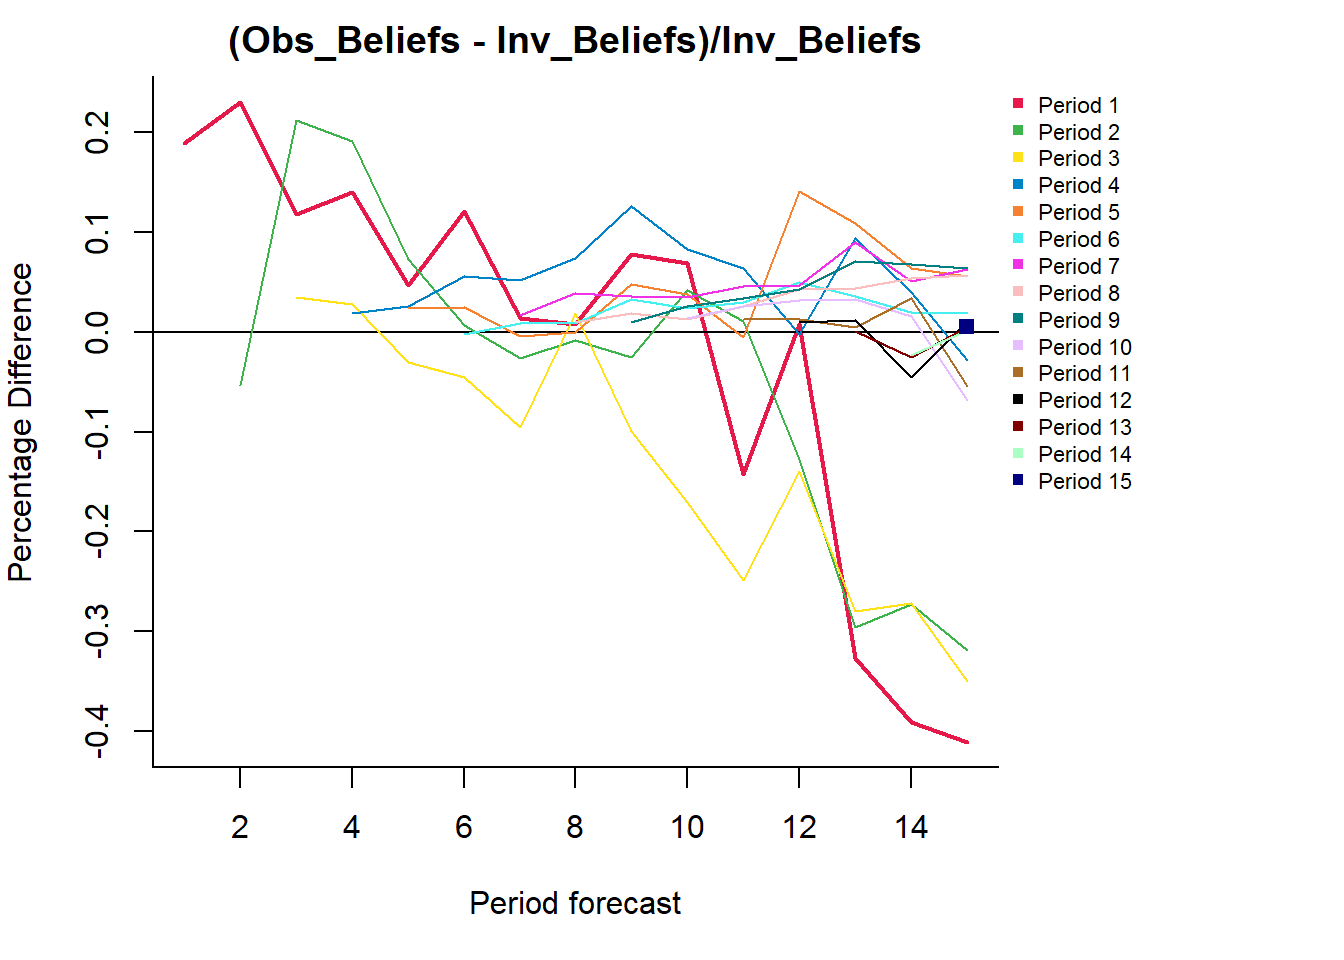 (Obs_Beliefs - Inv_Beliefs)/Inv_Beliefs
Percentage Difference
0.2
0.1
0.0
-0.1
-0.2
-0.3
-0.4
2 4 6 8 10 12 14
Period forecast
Period 1
Period 2
Period 3
Period 4
Period 5
Period 6
Period 7
Period 8
Period 9
Period 10
Period 11
Period 12
Period 13
Period 14
Period 15